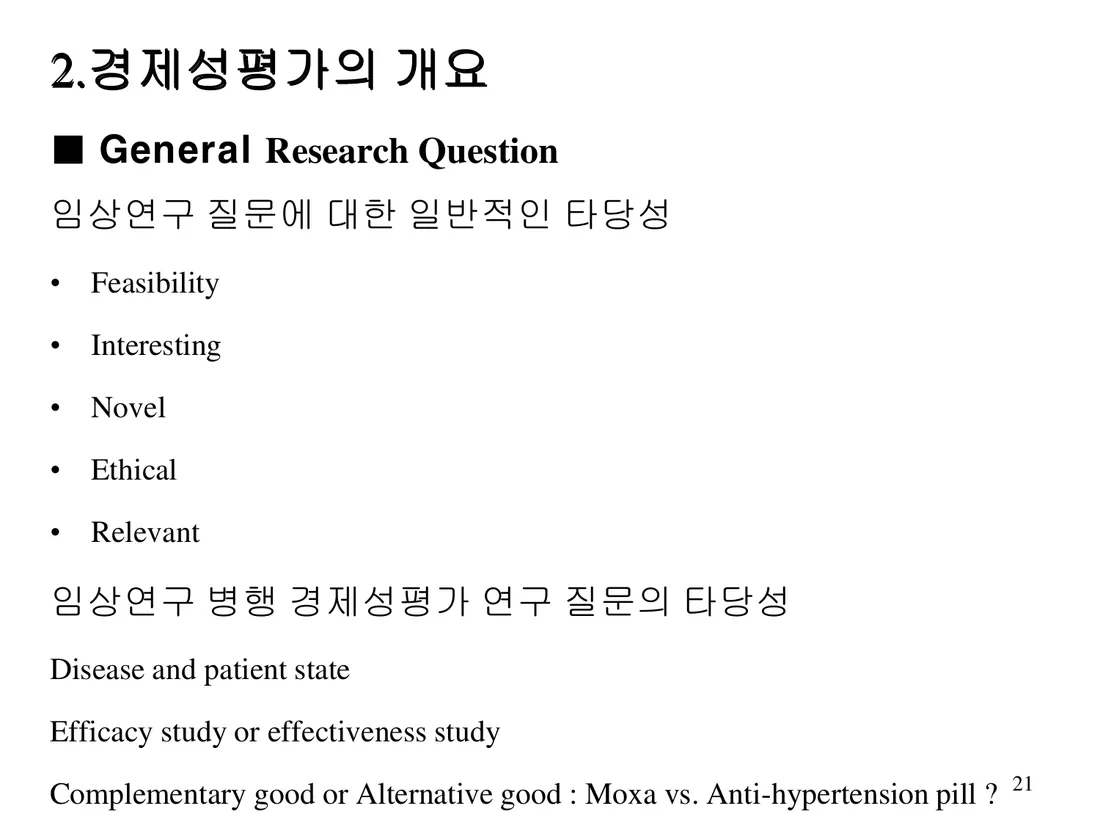 2.경제성평가의 개요
■ General Research Question
임상연구 질문에 대한 일반적인 타당성
• Feasibility
• Interesting
• Novel
• Ethical
• Relevant
임상연구 병행 경제성평가 연구 질문의 타당성
Disease and patient state
Efficacy study or effectiveness study
Complementary good or Alternative good : Moxa vs. Anti-hypertension pill ?
21